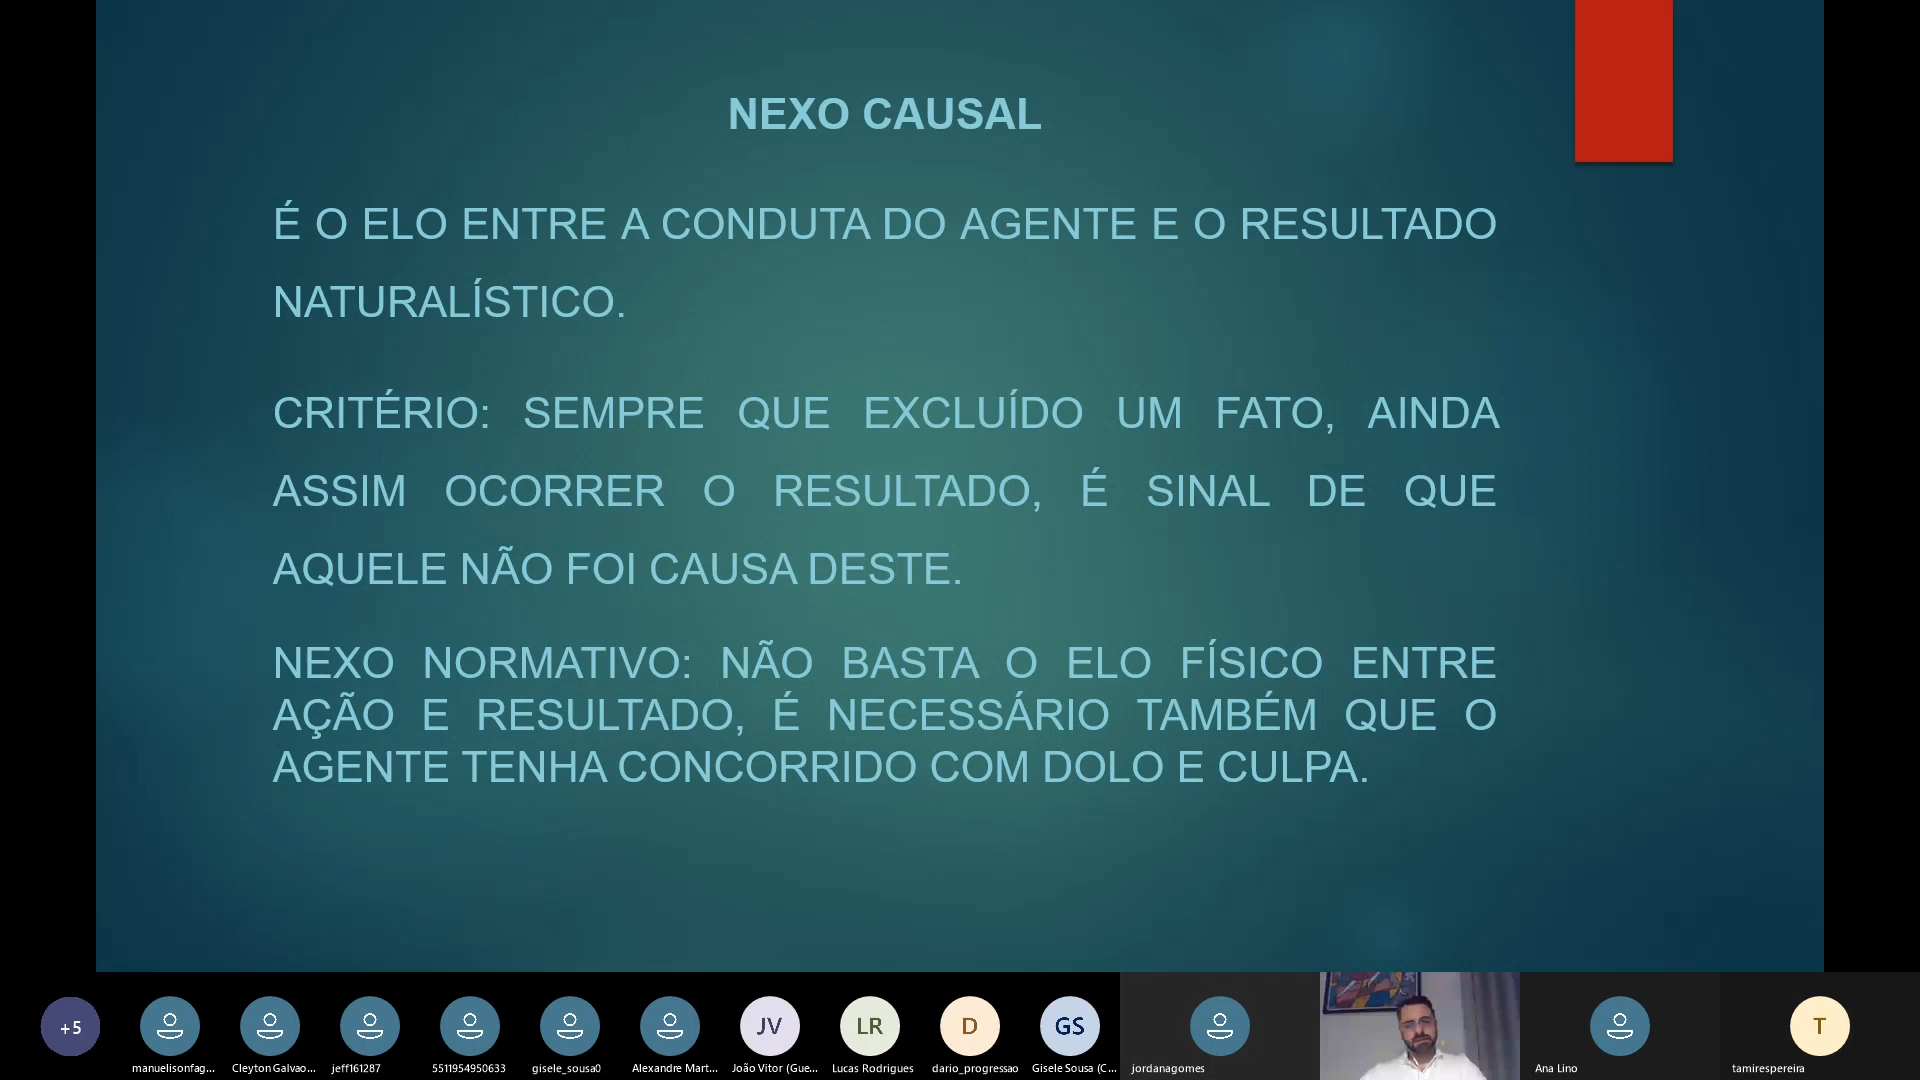 NEXO CAUSAL
É O ELO ENTRE A CONDUTA DO AGENTE E O RESULTADO
NATURALÍSTICO.
CRITÉRIO: SEMPRE QUE EXCLUÍDO UM FATO, AINDA
ASSIM OCORRER O RESULTADO, É SINAL DE QUE
AQUELE NÃO FOI CAUSA DESTE.
NEXO NORMATIVO: NÃO BASTA O ELO FÍSICO ENTRE
AÇÃO E RESULTADO, É NECESSÁRIO TAMBÉM QUE O
AGENTE TENHA CONCORRIDO COM DOLO E CULPA.
+5 JV LR D GS T
manuelisonfag... Cleyton Galvao... jeff161287 5511954950633 gisele_sousa0 Alexandre Mart... João Vitor (Gue... Lucas Rodrigues dario_progressao Gisele Sousa (C... jordanagomes Ana Lino tamirespereira